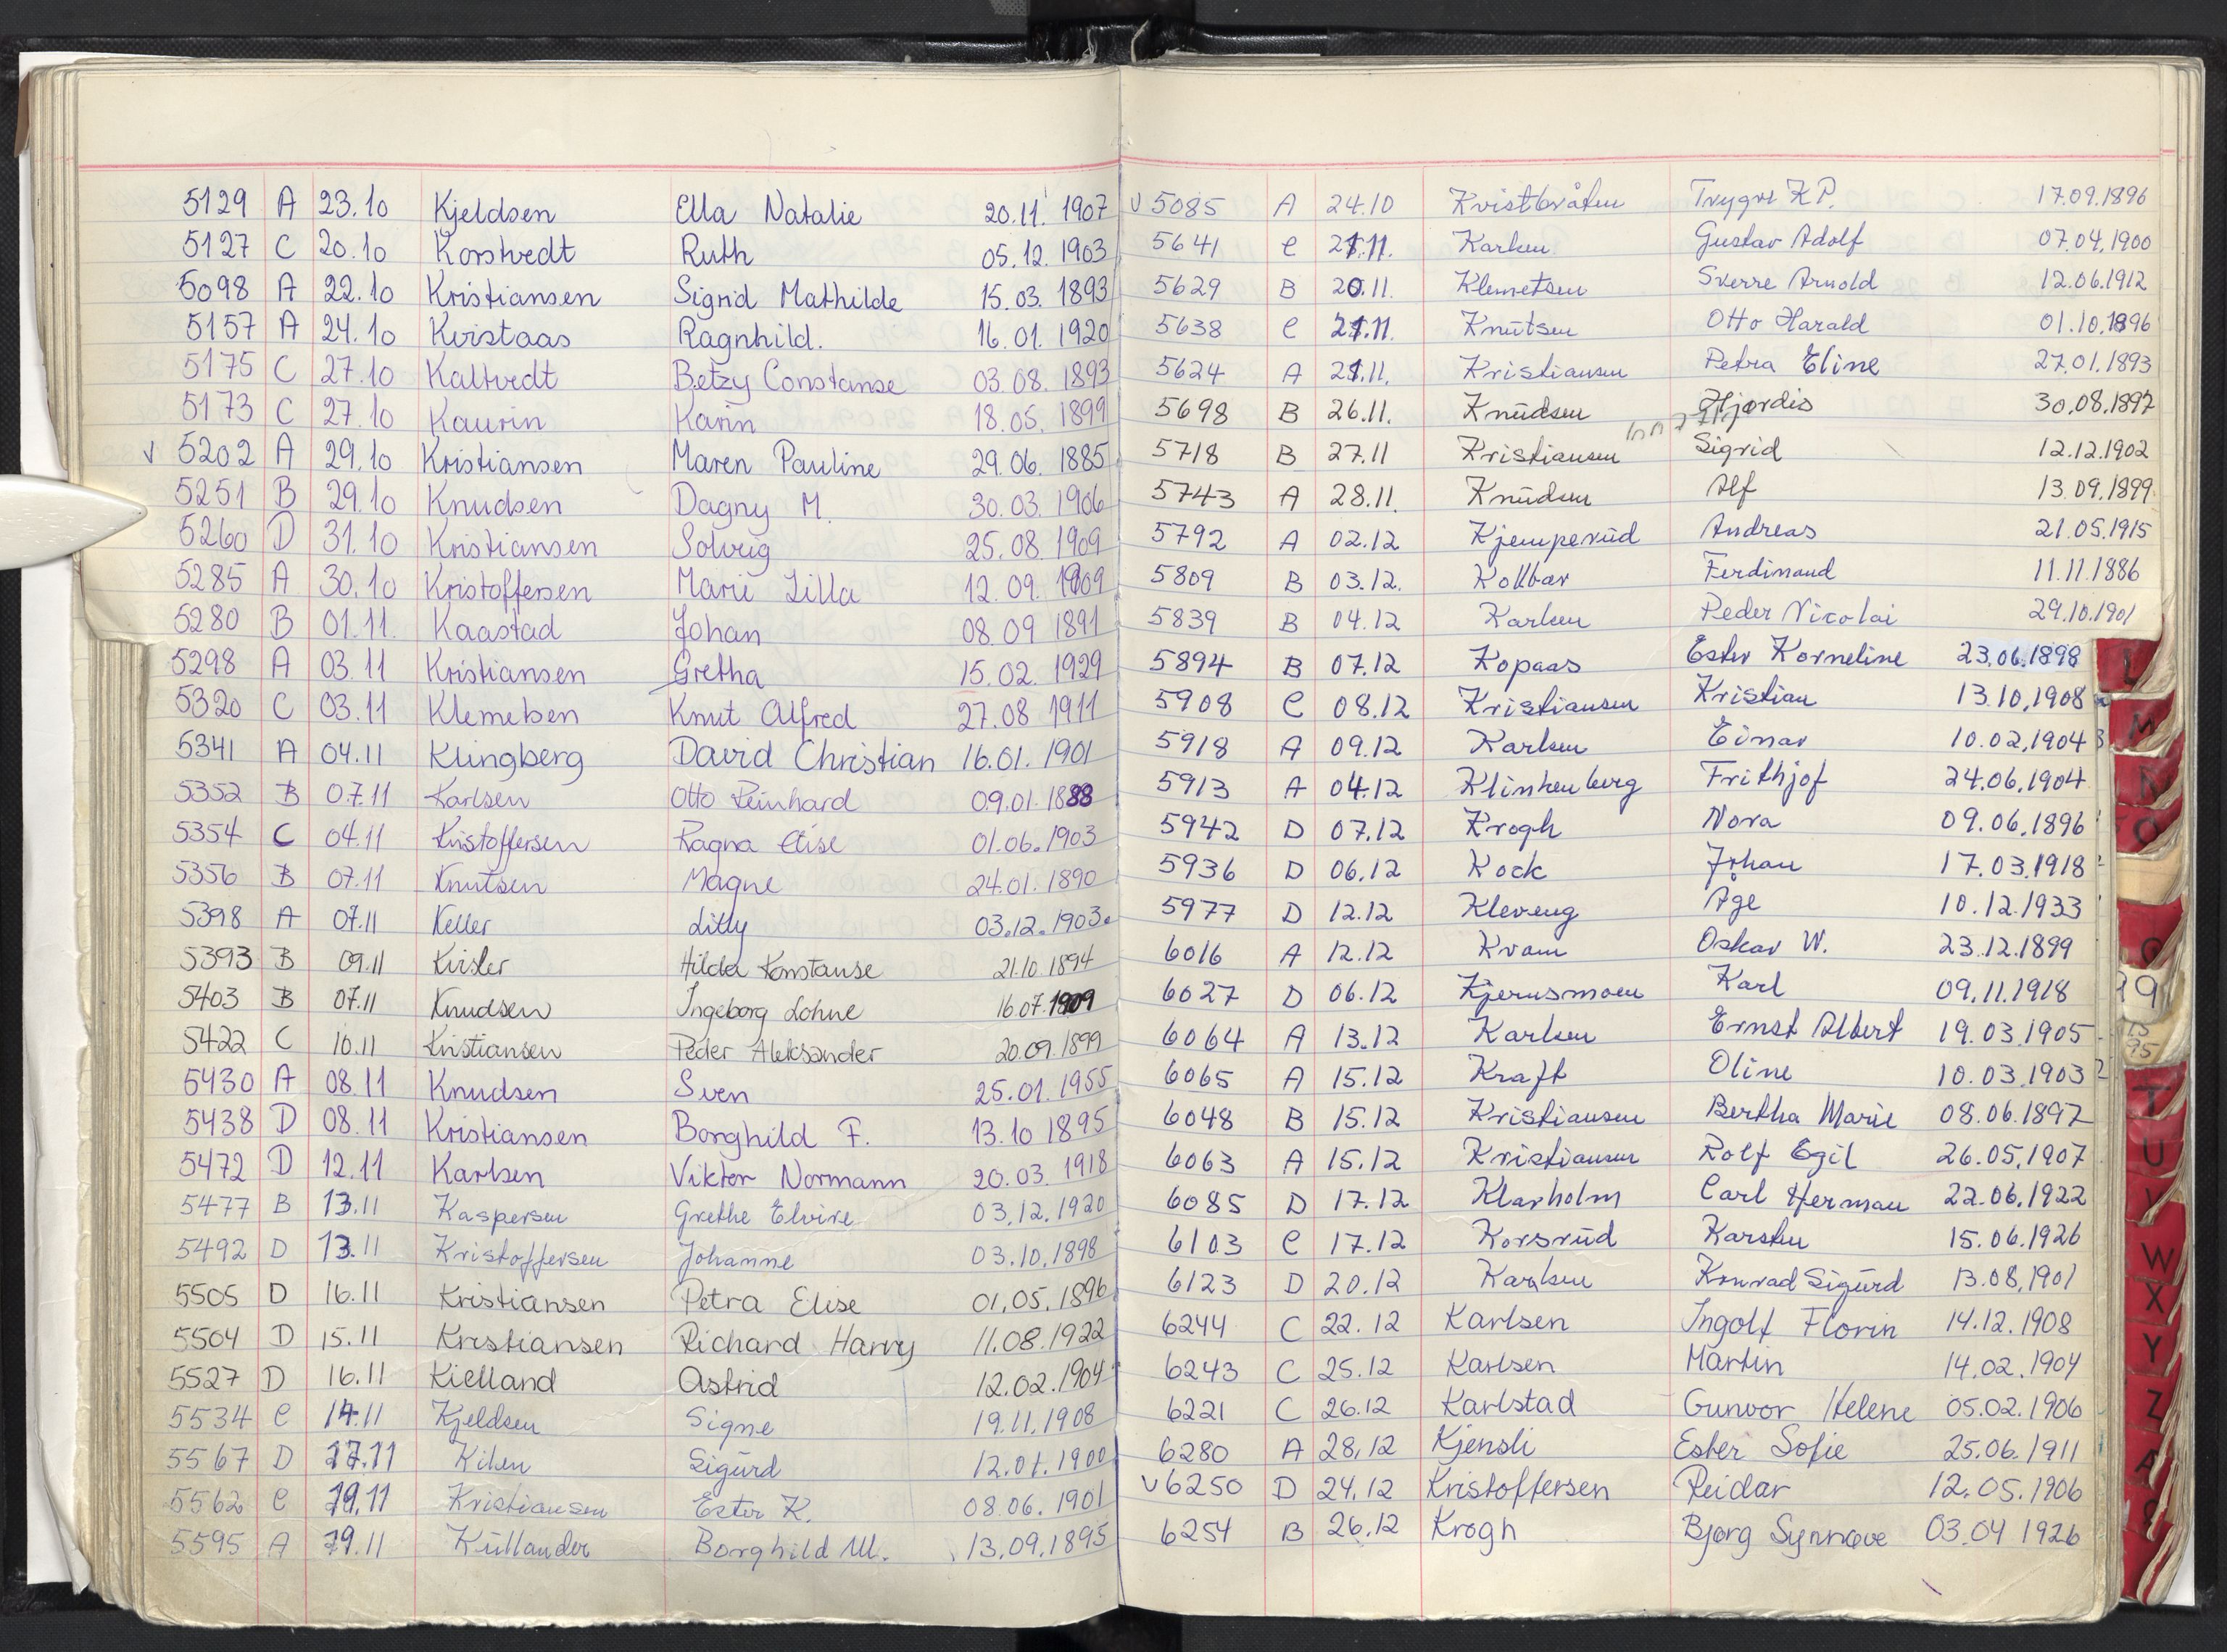 5129 A 23.10 Kjeldsen Ella Natalie 20.11. 1907
5127 C 20.10 Korstvedt Ruth 05.12. 1903
5098 A 22.10 Kristiansen Sigrid Mathilde 15.03. 1893
5157 A 24.10 Kvistaas Ragnhild. 16.01. 1920
5175 C 27.10 Kaltvedt Betzy Constanse 03.08. 1893
5173 C 27.10 Kaurin Karin 18.05. 1899
v 5202 A 29.10 Kristiansen Maren Pauline 29.06. 1885
5251 B 29.10 Knudsen Dagny M. 30.03. 1906
5260 D 31.10 Kristiansen Solveig 25.08. 1909
5285 A 30.10 Kristoffersen Marie Lilla 12.09. 1909
5280 B 01.11. Kaastad Johan 08.09 1891
5298 A 03.11 Kristiansen Gretha 15.02. 1929
5320 C 03.11 Klemetsen Knut Alfred 27.08 1911
5341 A 04.11 Klingberg David Christian 16.01. 1901
5352 B 07.11 Karlsen Otto Reinhard 09.01. 1888
5354 C 04.11 Kristoffersen Ragna Elise 01.06.1903
5356 B 07.11 Knutsen Magne 24.01. 1890
5398 A 07.11 Keller Lilly 03.12.1903.
5393 B 09.11 Hilda Konstanse 21.10.1894
5403 B 07.11 Knudsen Ingeborg Lohne 16.07.1909
5422 C 10.11 Kristiansen Peder Aleksander 20.09.1899
5430 A 08.11 Knudsen Sven 25.01. 1955
5438 D 08.11 Kristiansen Borghild F. 13.10 1895
5472 D 12.11 Karlsen Viktor Normann 20.03. 1918
5477 B 13.11 Kaspersen Grethe Elvire 03.12.1920
5492 D 13.11 Kristoffersen Johanne 03.10.1898
5505 D 16.11 Kristiansen Petra Elise 01.05.1896
5504 D 15.11 Kristiansen Richard Harry 11.08.1922
5527 D 16.11 Kielland Astrid 12.02.1904
5534 C 14.11 Kjeldsen Signe 19.11.1908
5567 D 17.11 Kilen Sigurd 12.01.1900
5562 C 19.11 Kristiansen Ester K. 08.06.1901
5595 A 19.11 Kullander Borghild M. 13.09.1895
v 5085 A 24.10 Kvistbråten Trygve K P. 17.09.1896
5641 C 21.11. Karlsen Gustav Adolf 07.04.1900
5629 B 20.11. Klemetsen Sverre Arnold 12.06.1912
5638 C 21.11. Knutsen Otto Harald 01.10.1896
5624 A 21.11. Kristiansen Petra Eline 27.01.1893
5698 B 26.11. Knudsen Hjørdis 30.08.1897
5718 B 27.11 Kristiansen Sigrid 12.12.1902
5743 A 28.11. Knudsen Alf 13.09.1899
5792 A 02.12 Kjemperud Andreas 21.05.1915
5809 B 03.12. Kolbær Ferdinand 11.11.1886
5839 B 04.12 Karlsen Peder Nicolai 29.10.1901
5894 B 07.12 Kopaas Ester Korneline 23.06.1898
5908 C 08.12 Kristiansen Kristian 13.10.1908
5918 A 09.12 Karlsen Einar 10.02.1904
5913 A 04.12 Klinkenberg Frithjof 24.06.1904
5942 D 07.12 Krogh Nora 09.06.1896
5936 D 06.12 Kock Johan 17.03.1918
5977 D 12.12 Kleveng Åge 10.12.1933
6016 A 12.12 Kvam Oskar W. 23.12.1899
6027 D 06.12 Kjernsmoen Karl 09.11.1918
6064 A 13.12 Karlsen Ernst Albert 19.03.1905
6065 A 15.12 Kraft Oline 10.03.1903
6048 B 15.12 Kristiansen Bertha Marie 08.06.1897
6063 A 15.12 Kristiansen Rolf Egil 26.05.1907
6085 D 17.12 Klarholm Carl Herman 22.06.1922
6103 C 17.12 Korsrud Karsten 15.06.1926
6123 D 20.12 Karlsen Konrad Sigurd 13.08.1901
6244 C 22.12 Karlsen Ingolf Florin 14.12.1908
6243 C 25.12 Karlsen Martin 14.02.1904
6221 C 26.12 Karlstad Gunvor Helene 05.02.1906
6280 A 28.12 Kjensli Ester Sofie 25.06.1911
v 6250 D 24.12 Kristoffersen Reidar 12.05.1906
6254 B 26.12 Krogh Bjørg Synnøve 03.04 1926
L
M
N
O
T
U
V
W
X
Y
Z